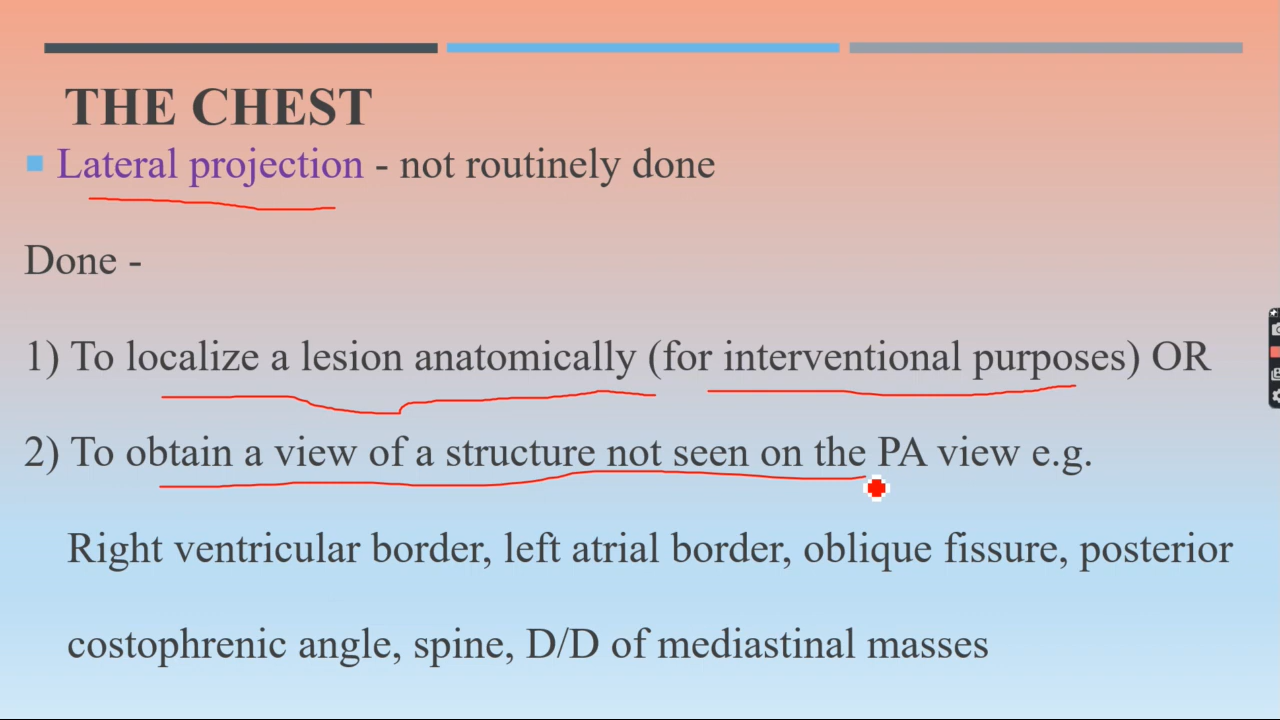 THE CHEST
Lateral projection - not routinely done
Done -
1) To localize a lesion anatomically (for interventional purposes) OR
2) To obtain a view of a structure not seen on the PA view e.g.
Right ventricular border, left atrial border, oblique fissure, posterior
costophrenic angle, spine, D/D of mediastinal masses